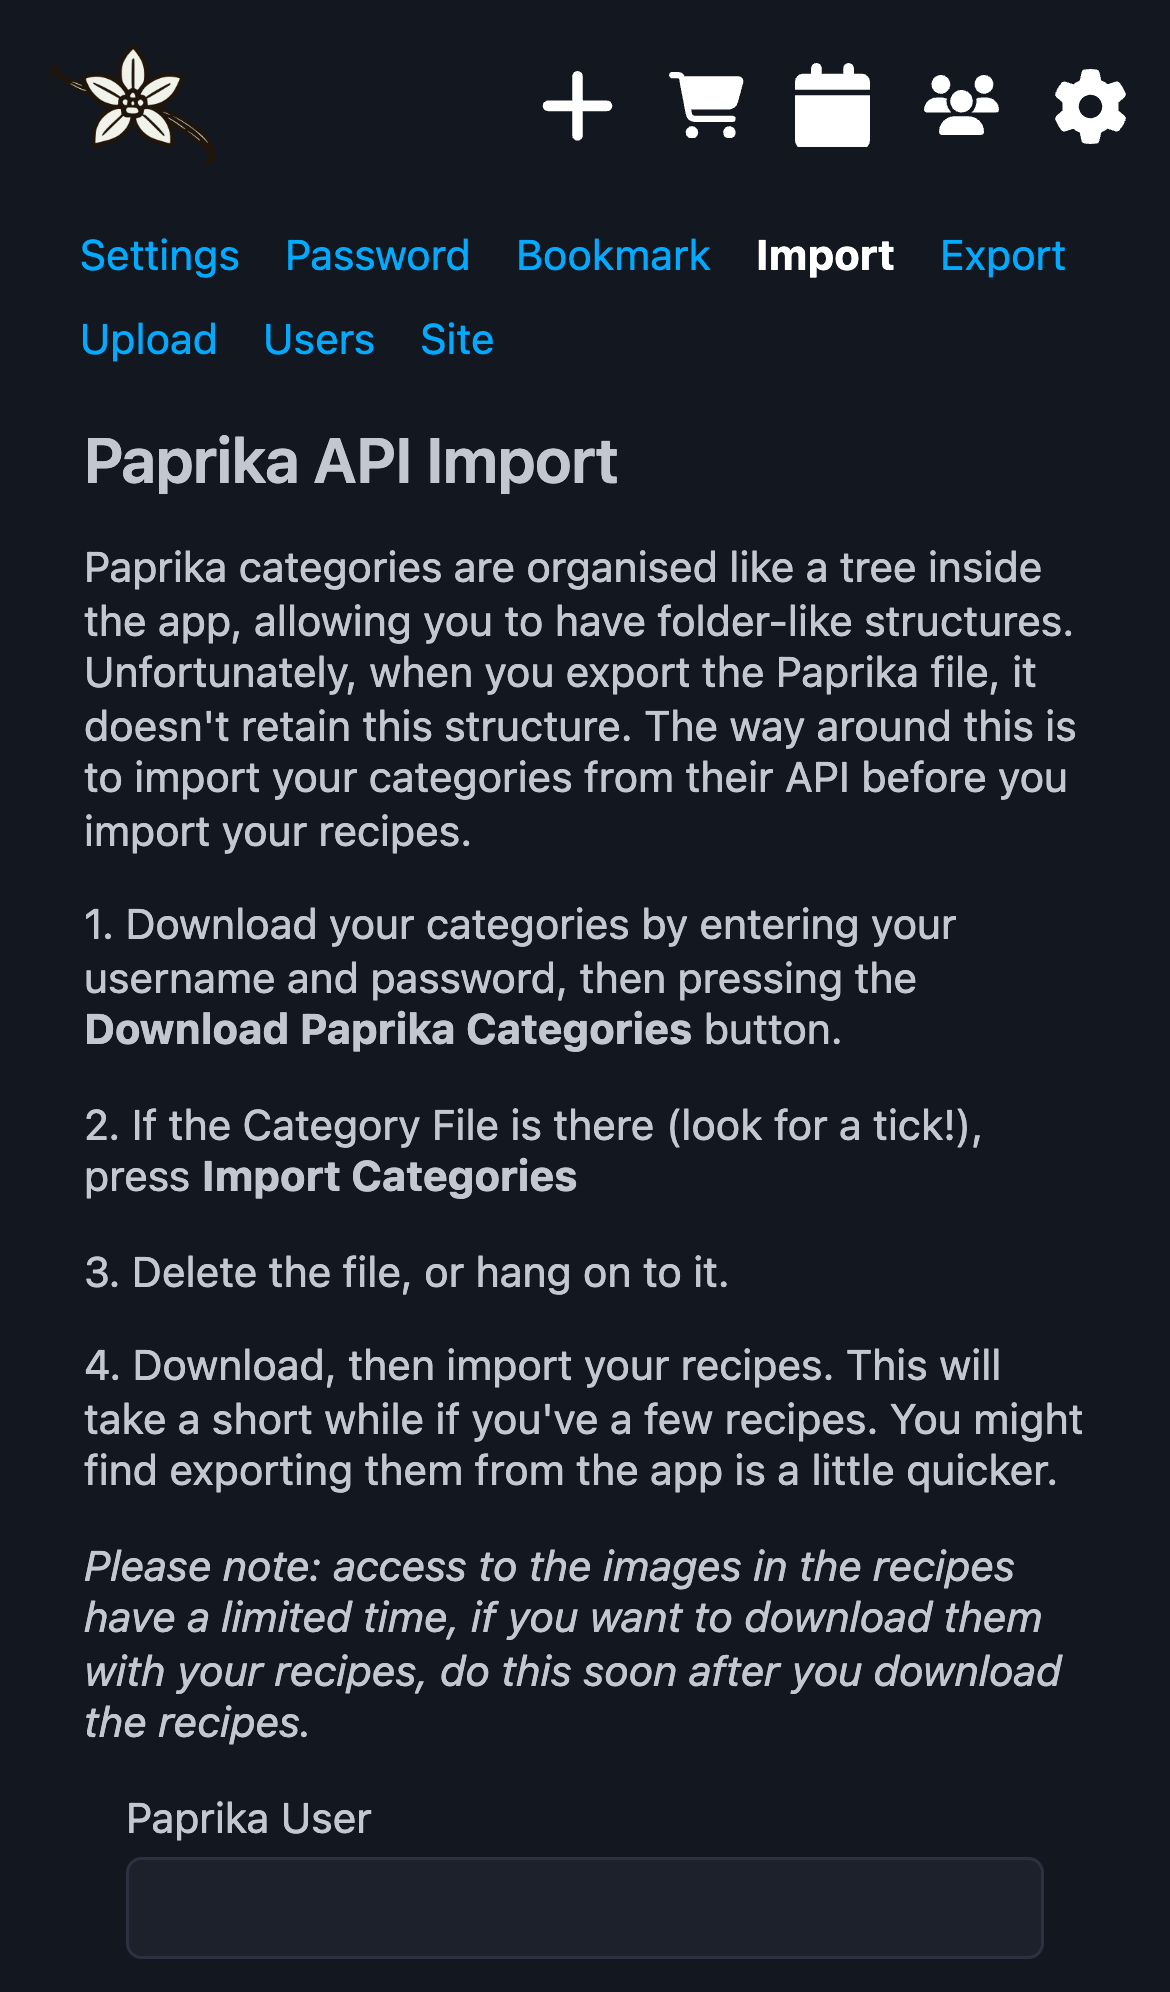 Settings Password Bookmark Import Export
Upload Users Site
Paprika API Import
Paprika categories are organised like a tree inside
the app, allowing you to have folder-like structures.
Unfortunately, when you export the Paprika file, it
doesn't retain this structure. The way around this is
to import your categories from their API before you
import your recipes.
1. Download your categories by entering your
username and password, then pressing the
Download Paprika Categories button.
2. If the Category File is there (look for a tick!),
press Import Categories
3. Delete the file, or hang on to it.
4. Download, then import your recipes. This will
take a short while if you've a few recipes. You might
find exporting them from the app is a little quicker.
Please note: access to the images in the recipes
have a limited time, if you want to download them
with your recipes, do this soon after you download
the recipes.
Paprika User